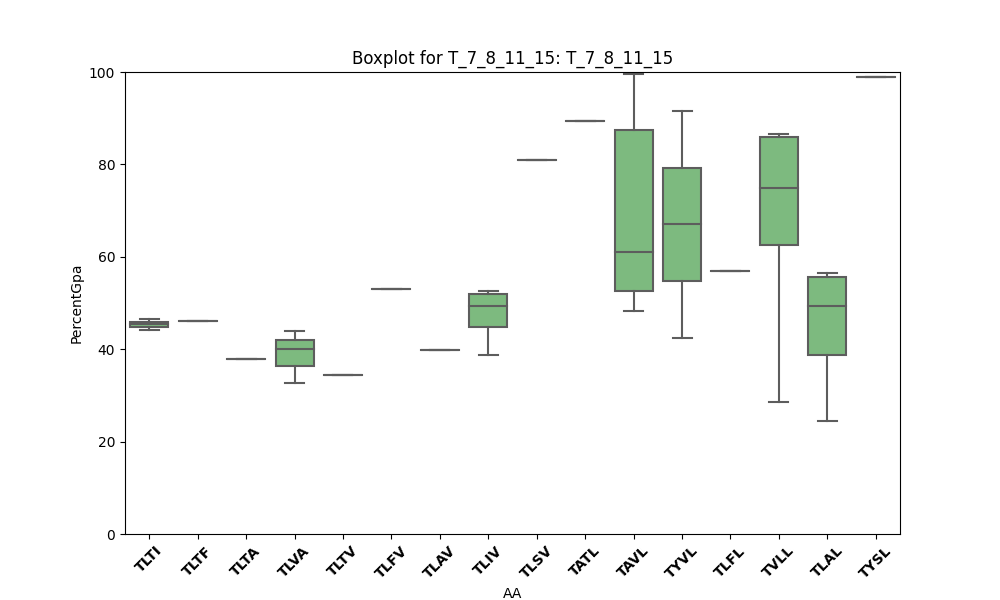 Boxplot for T_7_8_11_15: T_7_8_11_15
100
80
60
40
20
0
PercentGpa
TLTI TLTF TLTA TLVA TLTV TLFV TLAV TLIV TLSV TATL TAVL TYVL TLFL TVLL TLAL TYSL
AA